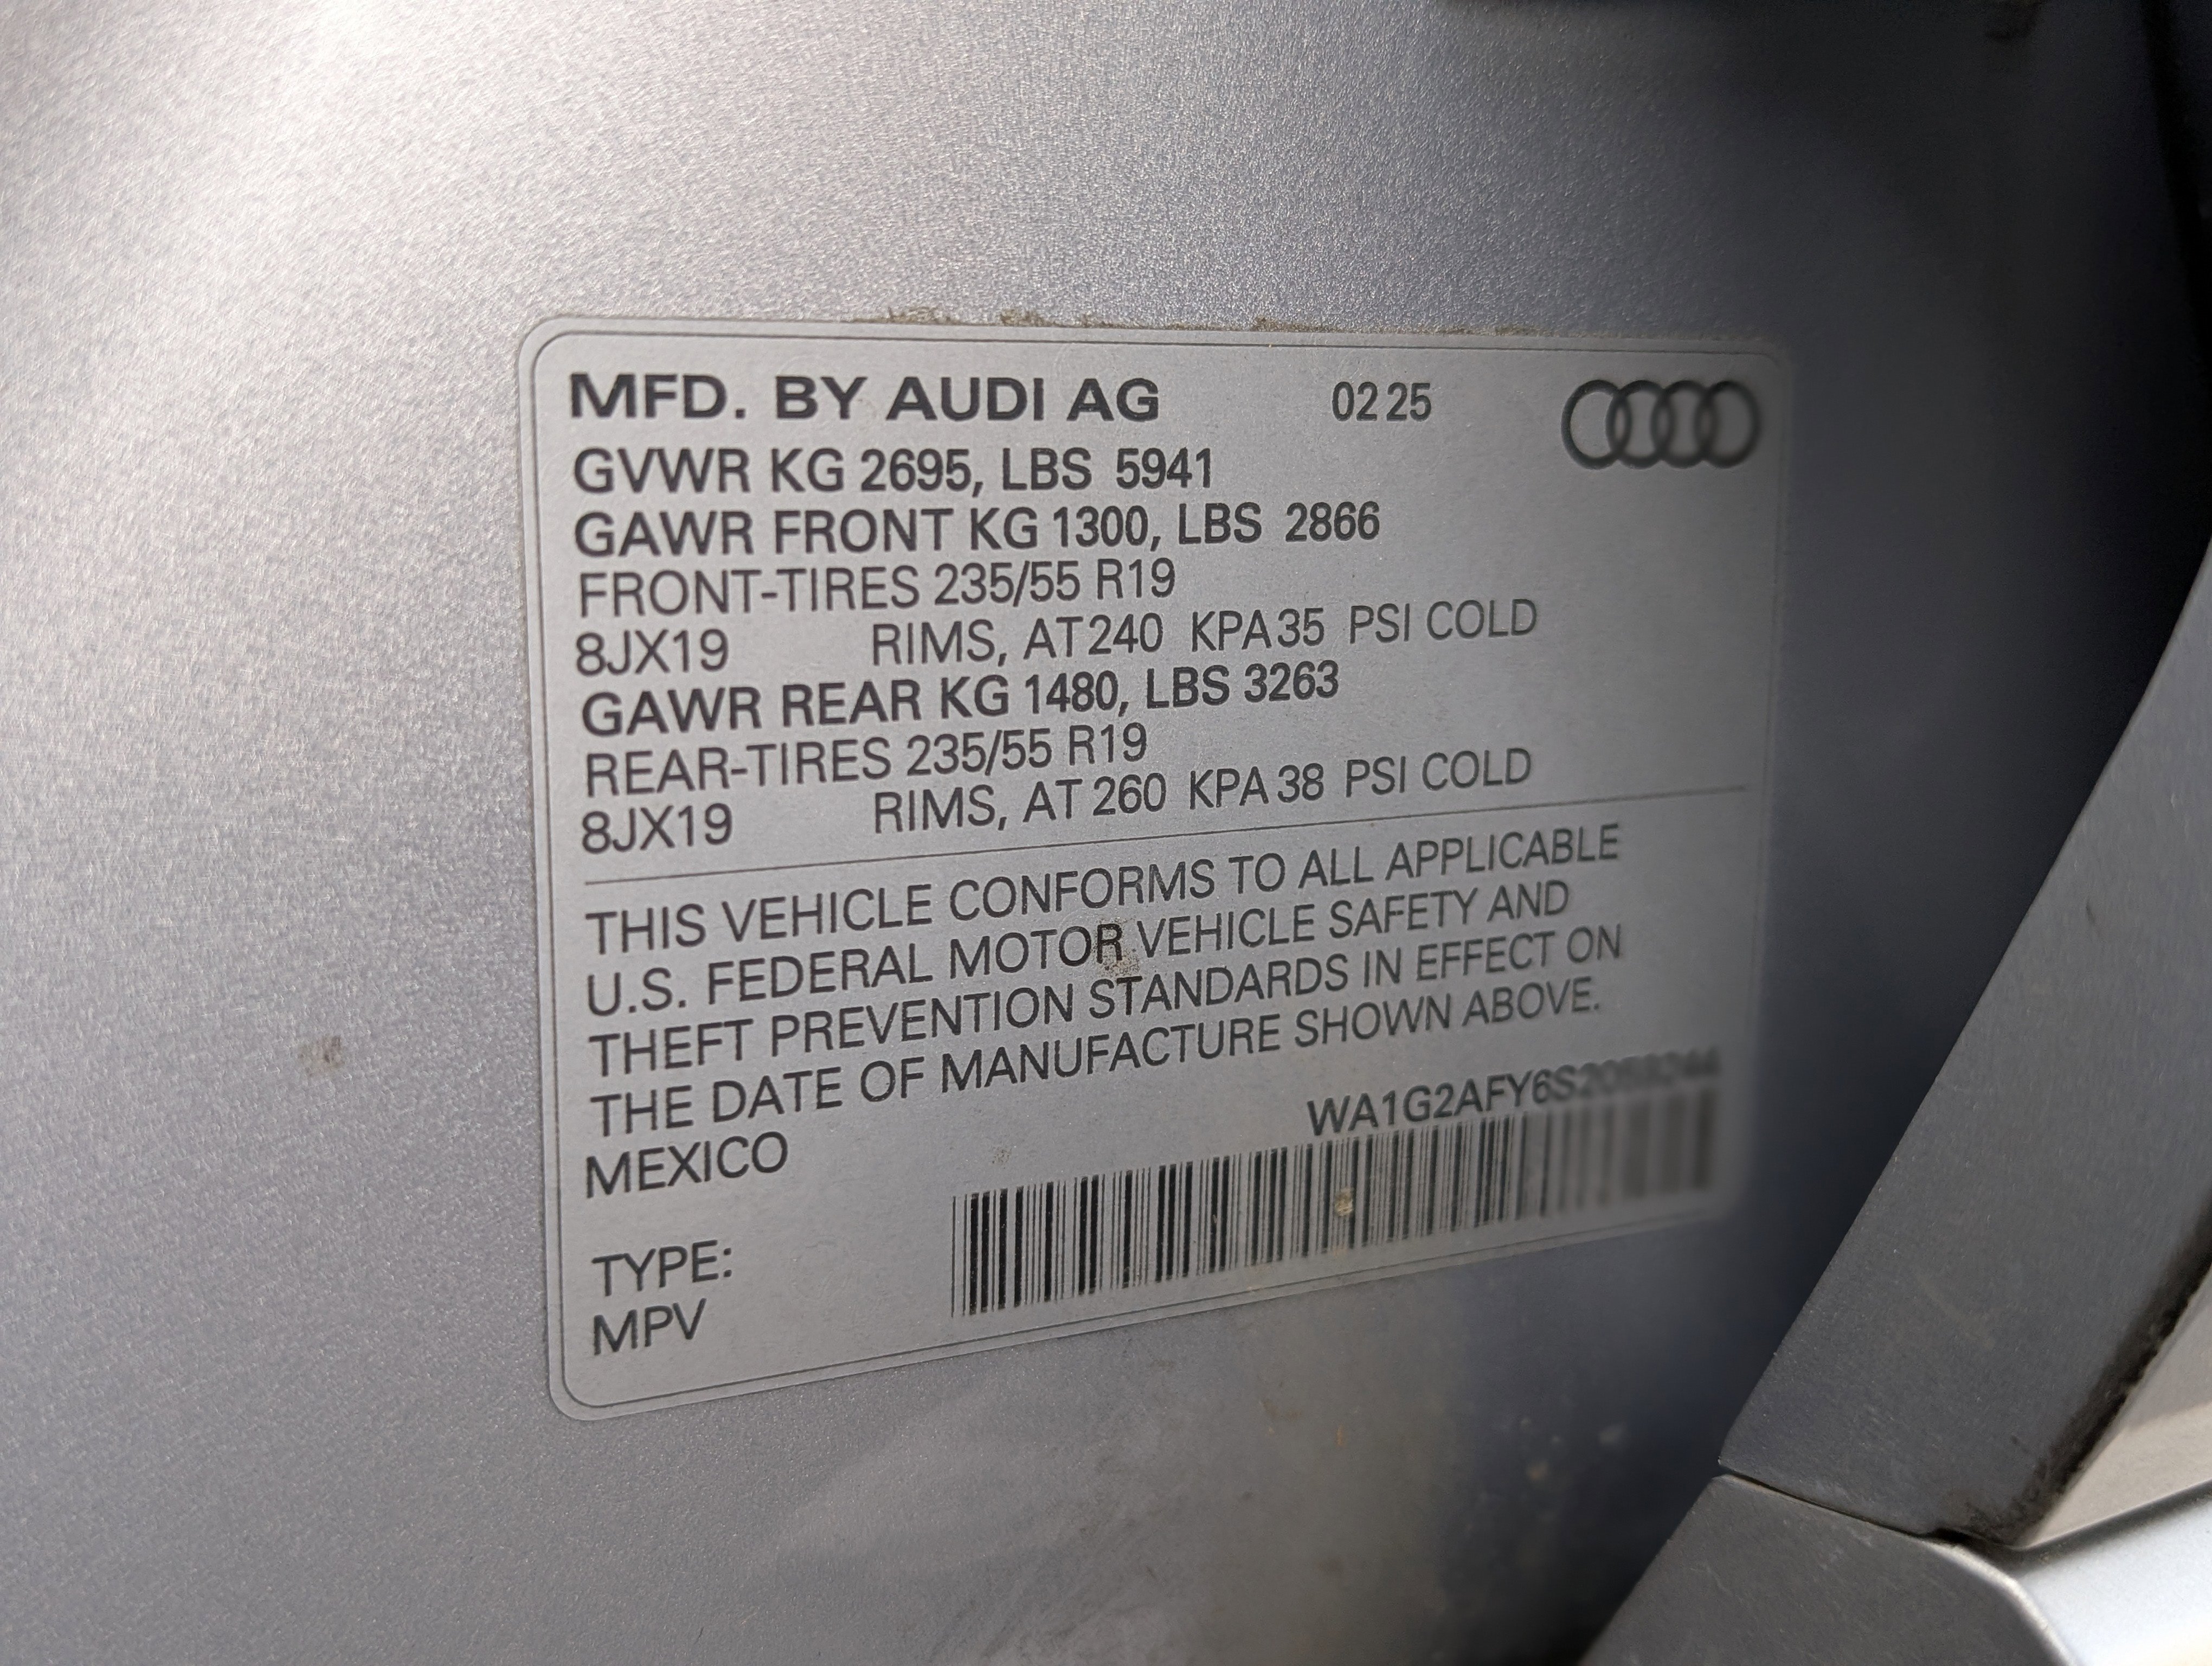 MFD. BY AUDI AG 02 25
GVWR KG 2695, LBS 5941
GAWR FRONT KG 1300, LBS 2866
FRONT-TIRES 235/55 R19
8JX19 RIMS, AT 240 KPA 35 PSI COLD
GAWR REAR KG 1480, LBS 3263
REAR-TIRES 235/55 R19
8JX19 RIMS, AT 260 KPA 38 PSI COLD
THIS VEHICLE CONFORMS TO ALL APPLICABLE
U.S. FEDERAL MOTOR VEHICLE SAFETY AND
THEFT PREVENTION STANDARDS IN EFFECT ON
THE DATE OF MANUFACTURE SHOWN ABOVE.
MEXICO
TYPE:
MPV